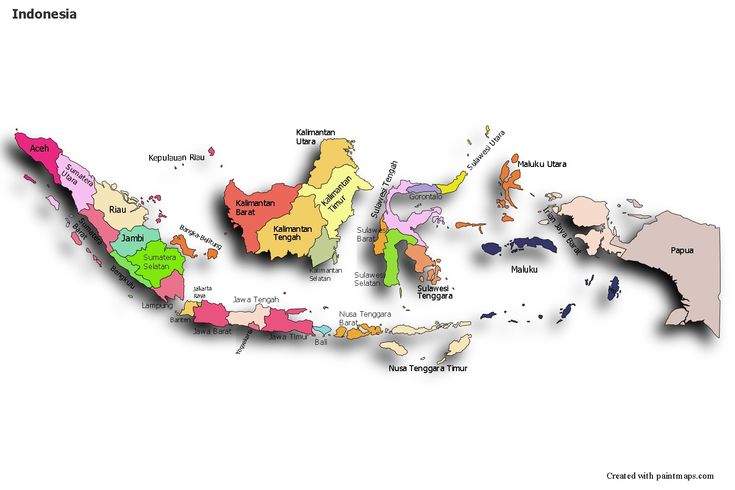 Indonesia
Aceh
Sumatera
Utara
Kepulauan Riau
Riau
Sumatera
Barat
Jambi
Bangka-Belitung
Sumatera
Selatan
Bengkulu
Lampung
Kalimantan
Utara
Kalimantan
Barat
Kalimantan
Timur
Kalimantan
Tengah
Kalimantan
Selatan
Sulawesi Tengah
Gorontalo
Sulawesi Utara
Sulawesi
Barat
Sulawesi
Selatan
Sulawesi
Tenggara
Maluku Utara
Maluku
Irian Jaya Barat
Papua
Jakarta
Raya
Banten
Jawa Barat
Jawa Tengah
Yogyakarta
Jawa Timur
Bali
Nusa Tenggara
Barat
Nusa Tenggara Timur
Created with paintmaps.com